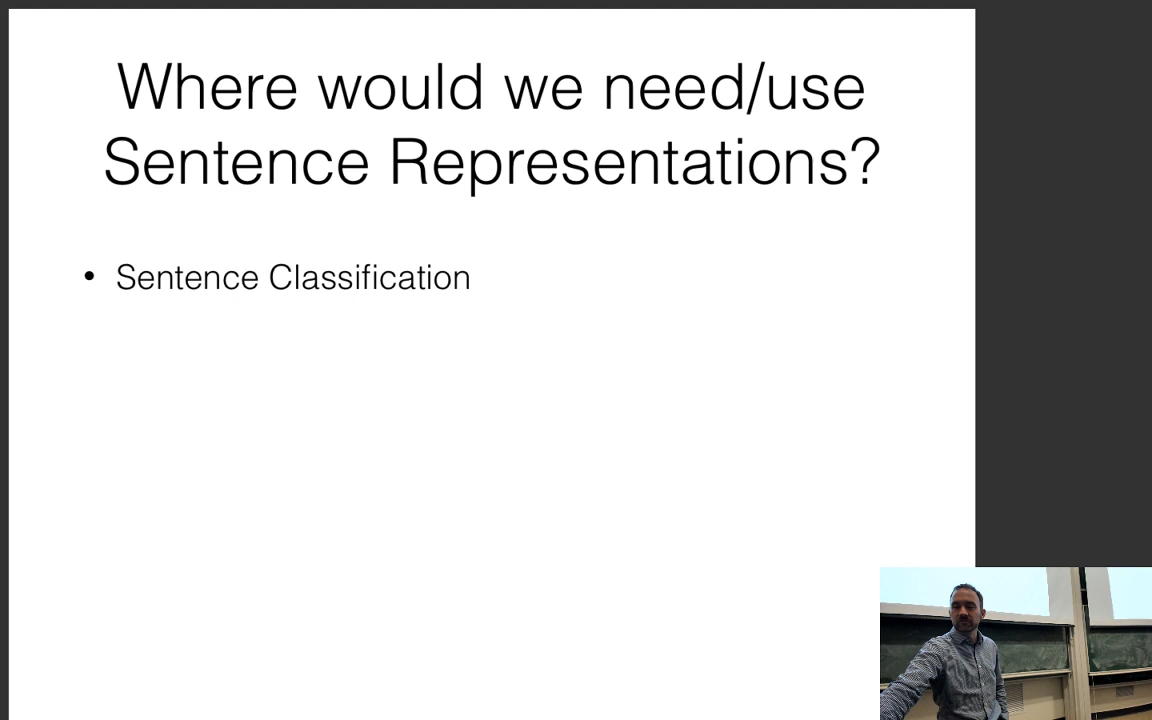 Where would we need/use
Sentence Representations?
• Sentence Classification